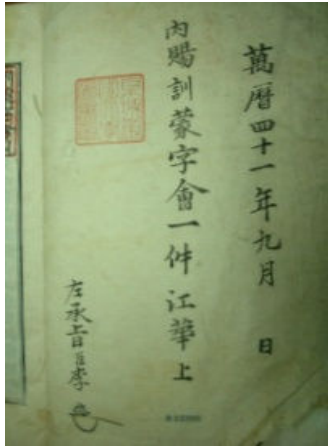 萬曆四十一年九月 日
內賜訓蒙字會一件江華上
左承旨臣李